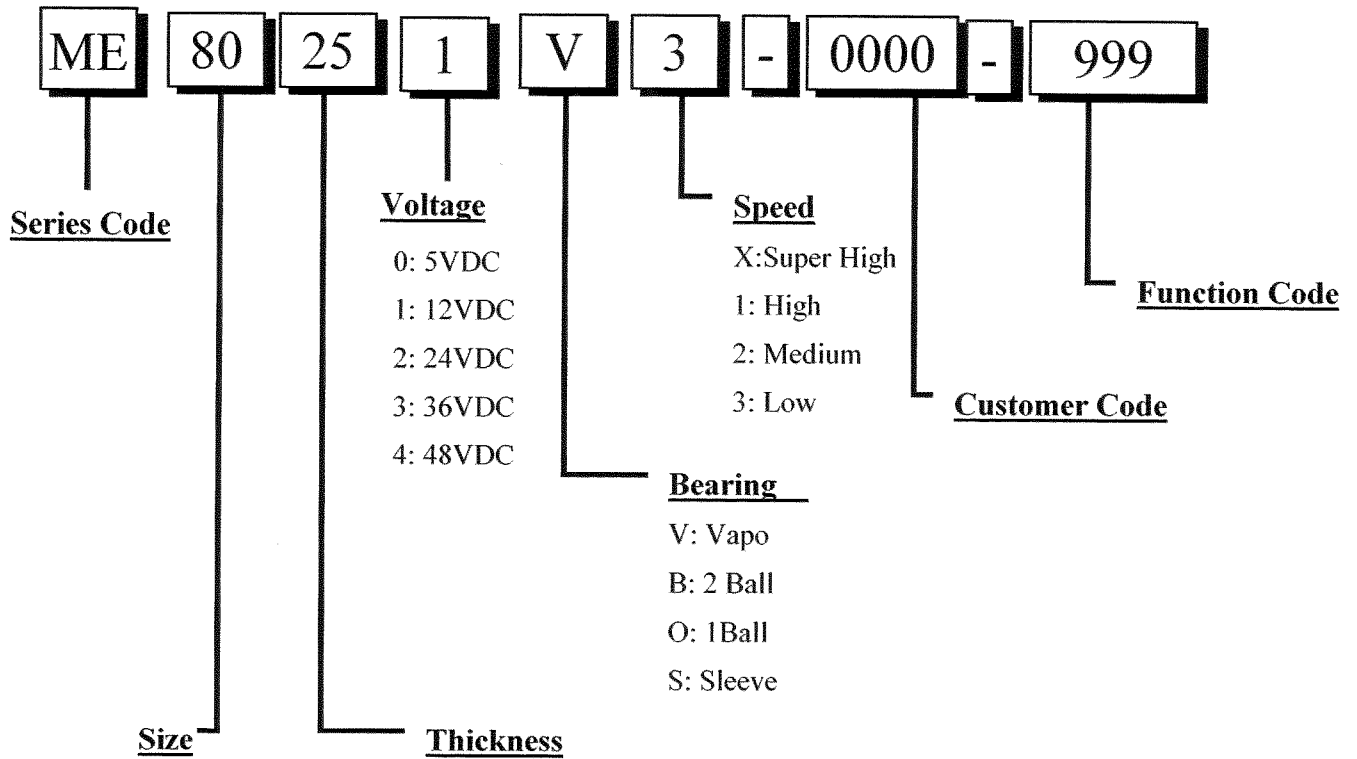 ME 80 25 1 V 3 - 0000 - 999
Series Code
Voltage
0: 5VDC
1: 12VDC
2: 24VDC
3: 36VDC
4: 48VDC
Speed
X:Super High
1: High
2: Medium
3: Low
Function Code
Customer Code
Bearing
V: Vapo
B: 2 Ball
O: 1Ball
S: Sleeve
Size
Thickness